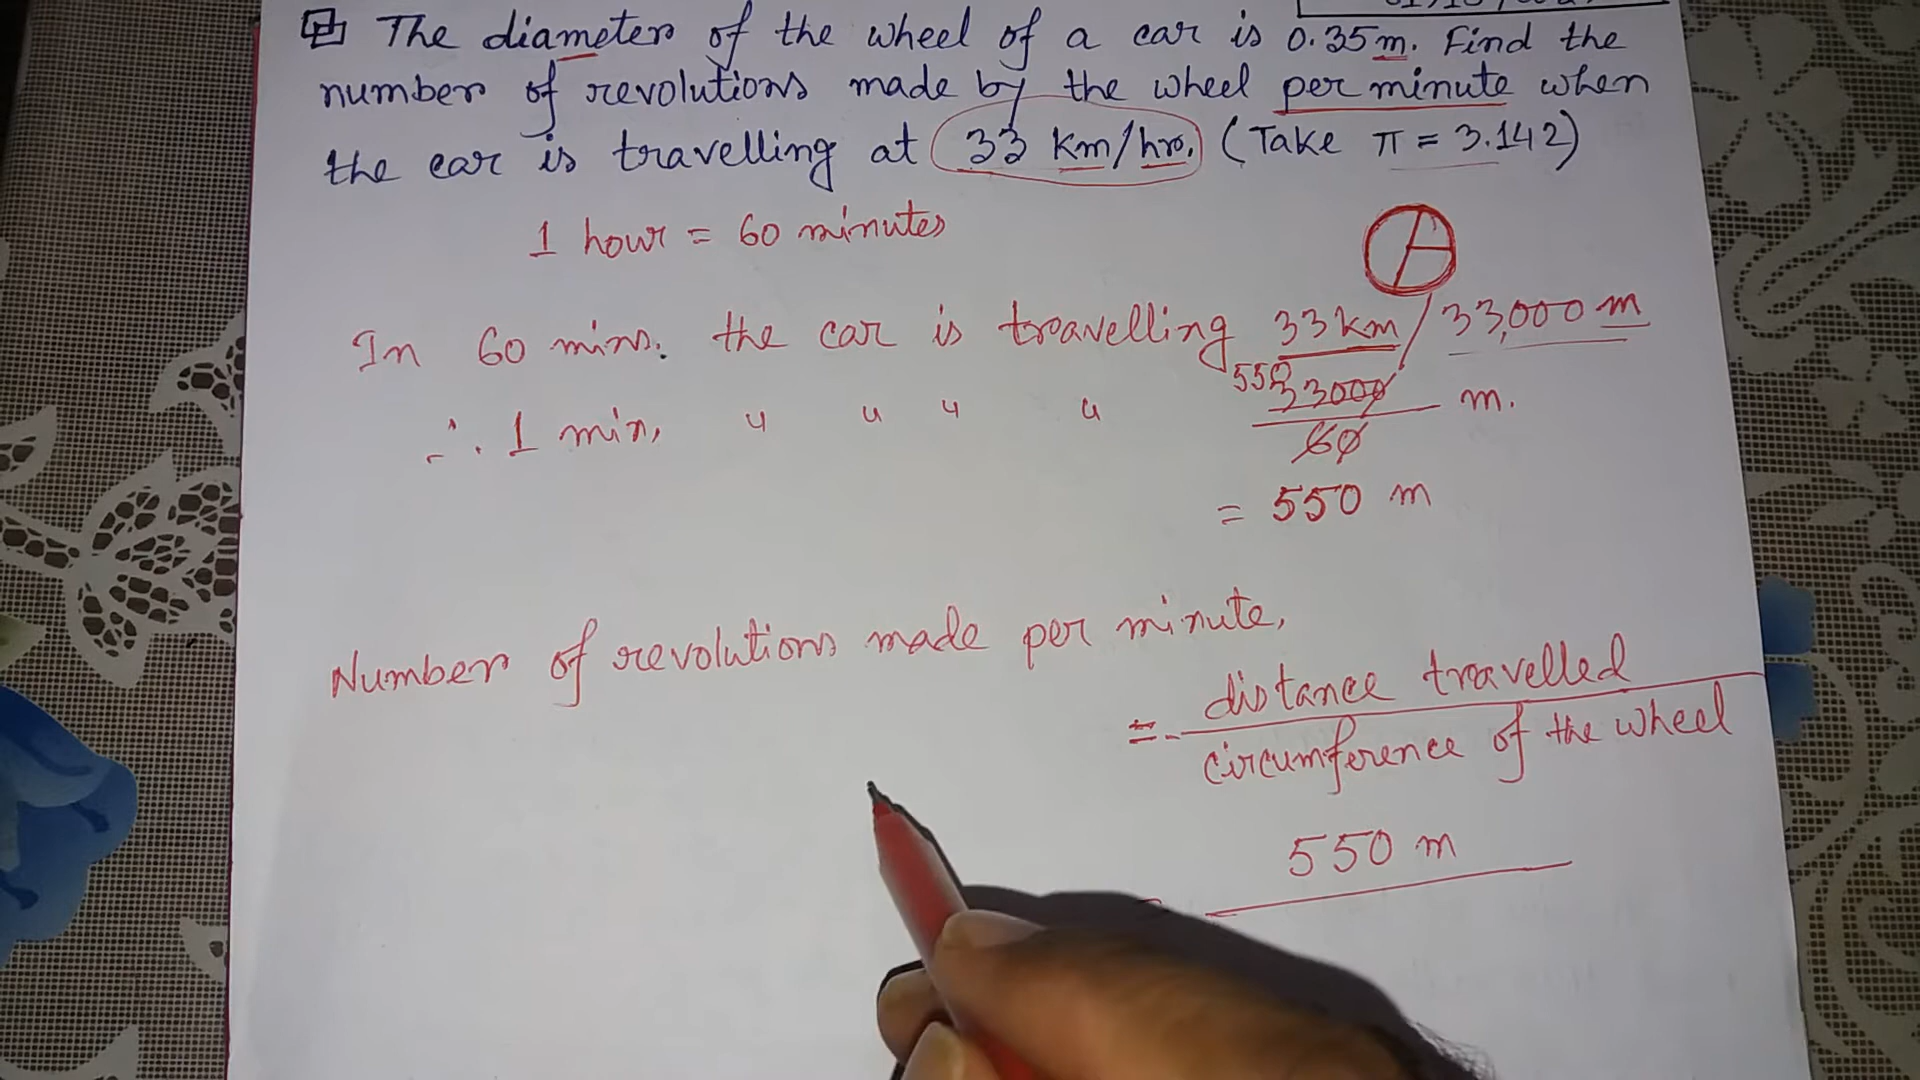 The diameter of the wheel of a car is 0.35m. Find the
number of revolutions made by the wheel per minute when
the car is travelling at 33 Km/hr. (Take π = 3.142)
1 hour = 60 minutes
In 60 mins. the car is travelling 33 km / 33,000 m
∴ 1 min, " " " " 550 33000 / 60 m.
= 550 m
Number of revolutions made per minute,
= distance travelled
circumference of the wheel
550 m